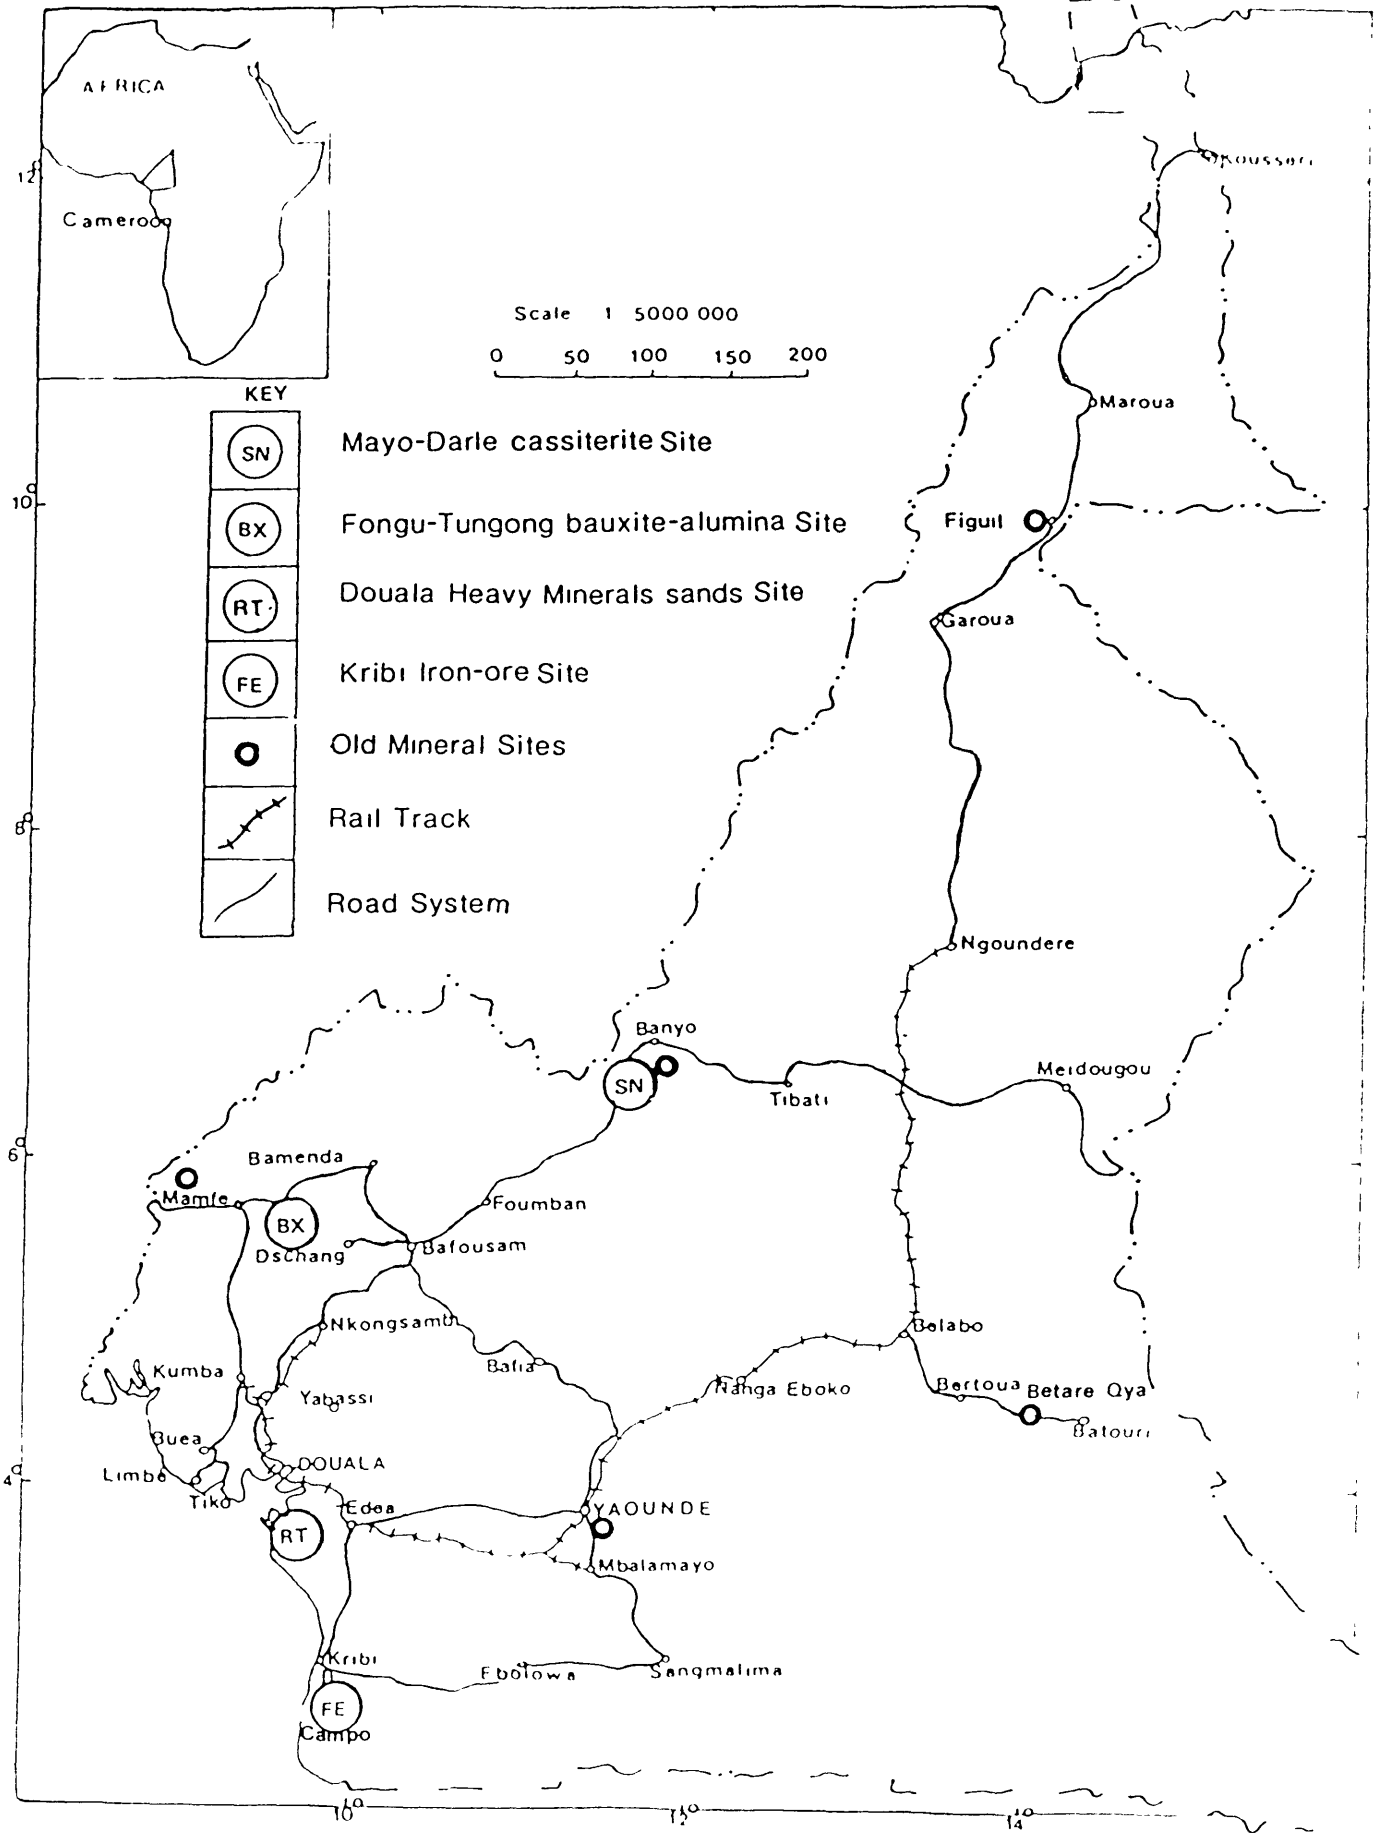 AFRICA
Cameroon
12°
10°
8°
6°
4°
Scale 1 5000 000
0 50 100 150 200
KEY
SN Mayo-Darle cassiterite Site
BX Fongu-Tungong bauxite-alumina Site
RT Douala Heavy Minerals sands Site
FE Kribi Iron-ore Site
Old Mineral Sites
Rail Track
Road System
Kousseri
Maroua
Figuil
Garoua
Ngoundere
Banyo
SN
Tibati
Meidougou
Bamenda
Mamfe
BX
Foumban
Dschang
Bafousam
Nkongsamb
Belabo
Bafia
Kumba
Yabassi
Nanga Eboko
Bertoua
Betare Oya
Batouri
Buea
DOUALA
Limbe
Tiko
Edea
YAOUNDE
RT
Mbalamayo
Kribi
Ebolowa
Sangmalima
FE
Campo
10°
12°
14°